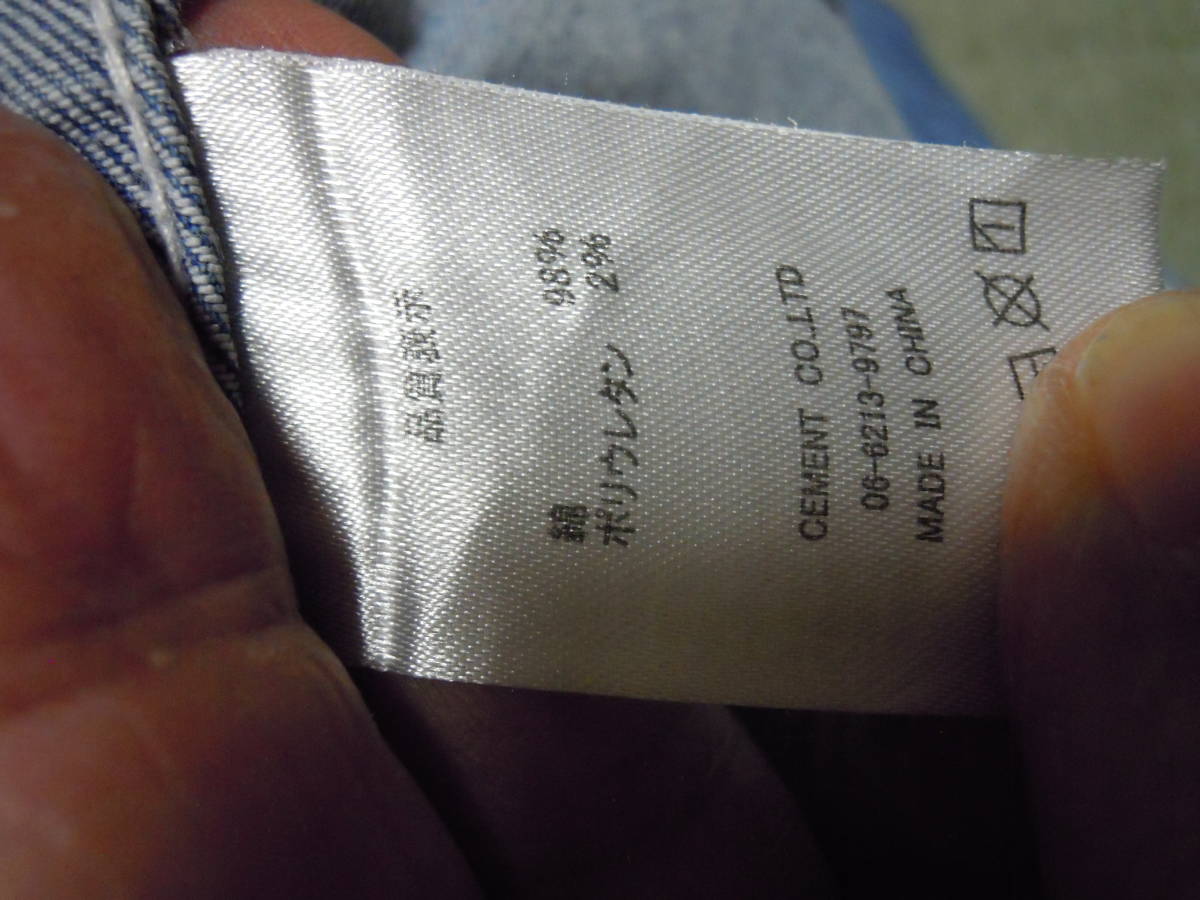 品質表示
綿 98%
ポリウレタン 2%
CEMENT CO.LTD
06-6213-9797
MADE IN CHINA